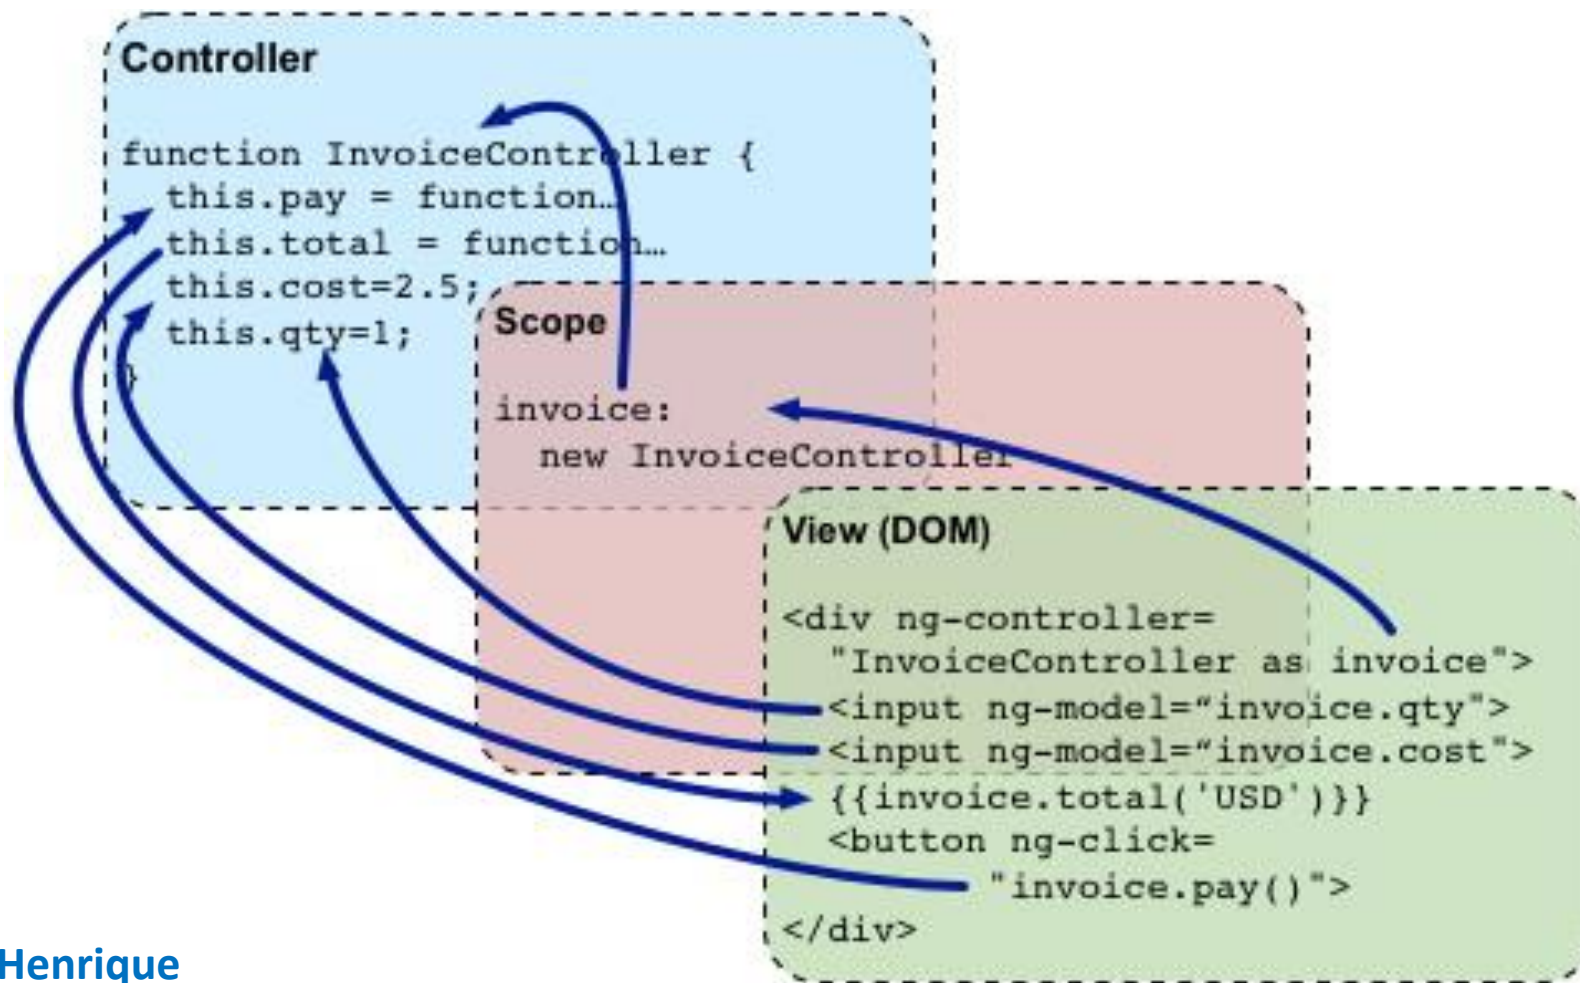 Controller
function InvoiceController {
this.pay = function…
this.total = function…
this.cost=2.5;
this.qty=1;
}
Scope
invoice:
new InvoiceController
View (DOM)
<div ng-controller=
"InvoiceController as invoice">
<input ng-model=“invoice.qty">
<input ng-model=“invoice.cost">
{{invoice.total('USD')}}
<button ng-click=
"invoice.pay()">
</div>
Henrique